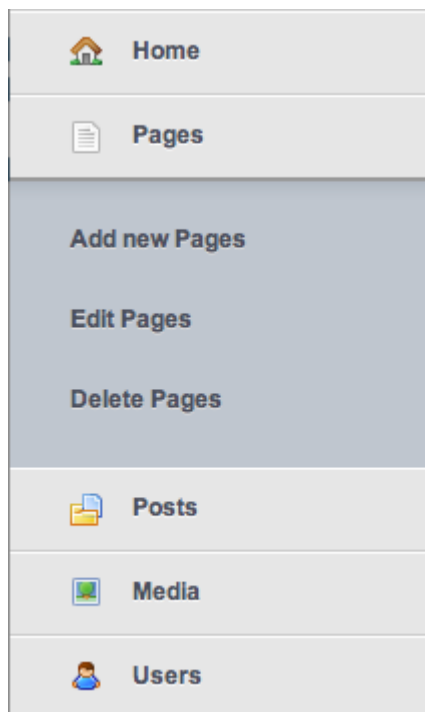 Home
Pages
Add new Pages
Edit Pages
Delete Pages
Posts
Media
Users